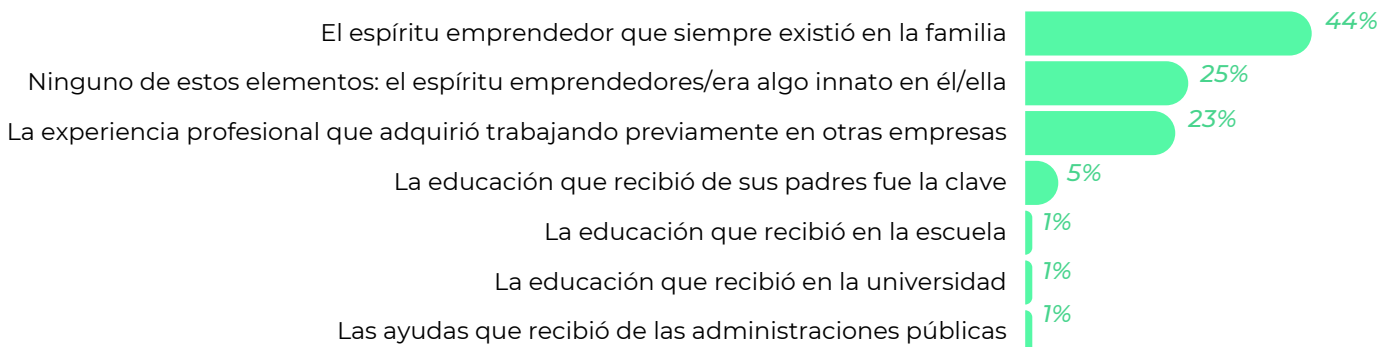 El espíritu emprendedor que siempre existió en la familia 44%
Ninguno de estos elementos: el espíritu emprendedores/era algo innato en él/ella 25%
La experiencia profesional que adquirió trabajando previamente en otras empresas 23%
La educación que recibió de sus padres fue la clave 5%
La educación que recibió en la escuela 1%
La educación que recibió en la universidad 1%
Las ayudas que recibió de las administraciones públicas 1%